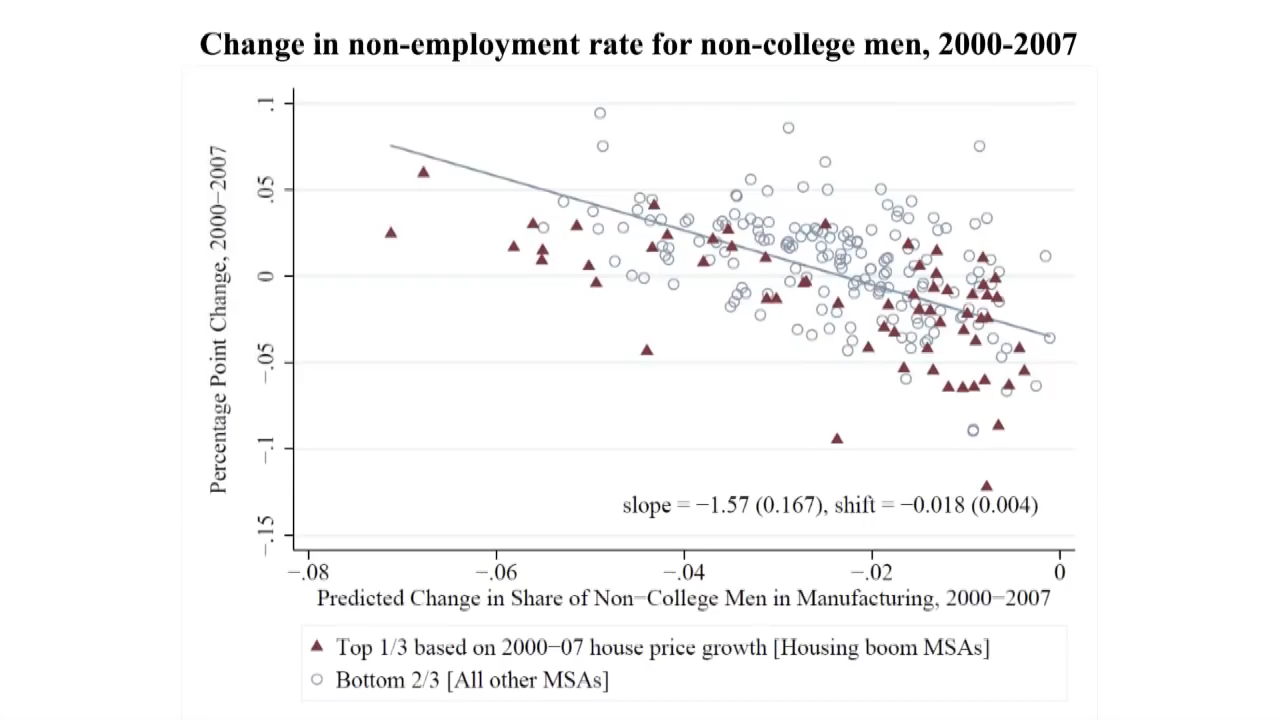 Change in non-employment rate for non-college men, 2000-2007
Percentage Point Change, 2000−2007
.1
.05
0
−.05
−.1
−.15
slope = −1.57 (0.167), shift = −0.018 (0.004)
−.08 −.06 −.04 −.02 0
Predicted Change in Share of Non−College Men in Manufacturing, 2000−2007
Top 1/3 based on 2000−07 house price growth [Housing boom MSAs]
Bottom 2/3 [All other MSAs]